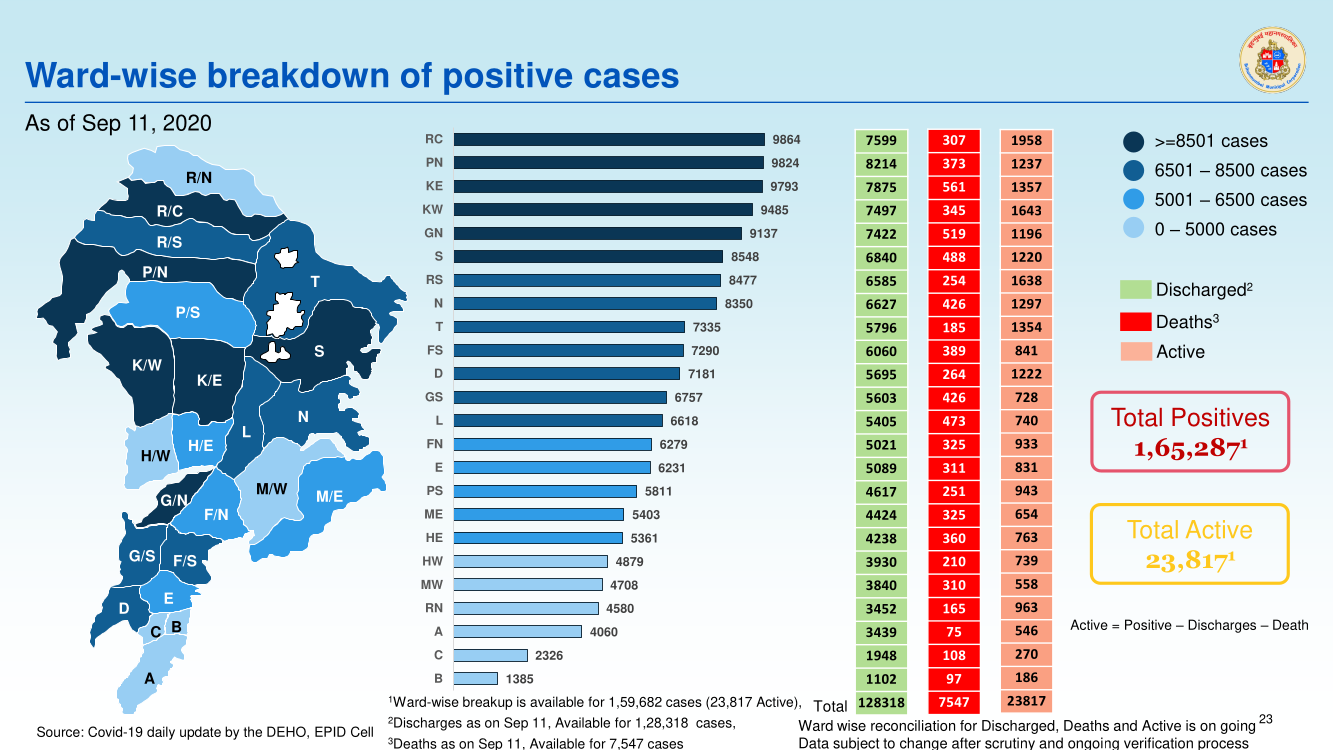 Ward-wise breakdown of positive cases
As of Sep 11, 2020
R/N
R/C
R/S
P/N
T
P/S
S
K/W
K/E
N
L
H/E
H/W
M/W
M/E
G/N
F/N
G/S
F/S
E
D
C
B
A
RC 9864 7599 307 1958
PN 9824 8214 373 1237
KE 9793 7875 561 1357
KW 9485 7497 345 1643
GN 9137 7422 519 1196
S 8548 6840 488 1220
RS 8477 6585 254 1638
N 8350 6627 426 1297
T 7335 5796 185 1354
FS 7290 6060 389 841
D 7181 5695 264 1222
GS 6757 5603 426 728
L 6618 5405 473 740
FN 6279 5021 325 933
E 6231 5089 311 831
PS 5811 4617 251 943
ME 5403 4424 325 654
HE 5361 4238 360 763
HW 4879 3930 210 739
MW 4708 3840 310 558
RN 4580 3452 165 963
A 4060 3439 75 546
C 2326 1948 108 270
B 1385 1102 97 186
Total 128318 7547 23817
>=8501 cases
6501 – 8500 cases
5001 – 6500 cases
0 – 5000 cases
Discharged²
Deaths³
Active
Total Positives
1,65,287¹
Total Active
23,817¹
Active = Positive – Discharges – Death
¹Ward-wise breakup is available for 1,59,682 cases (23,817 Active),
²Discharges as on Sep 11, Available for 1,28,318 cases,
³Deaths as on Sep 11, Available for 7,547 cases
Source: Covid-19 daily update by the DEHO, EPID Cell
Ward wise reconciliation for Discharged, Deaths and Active is on going
Data subject to change after scrutiny and ongoing verification process
23